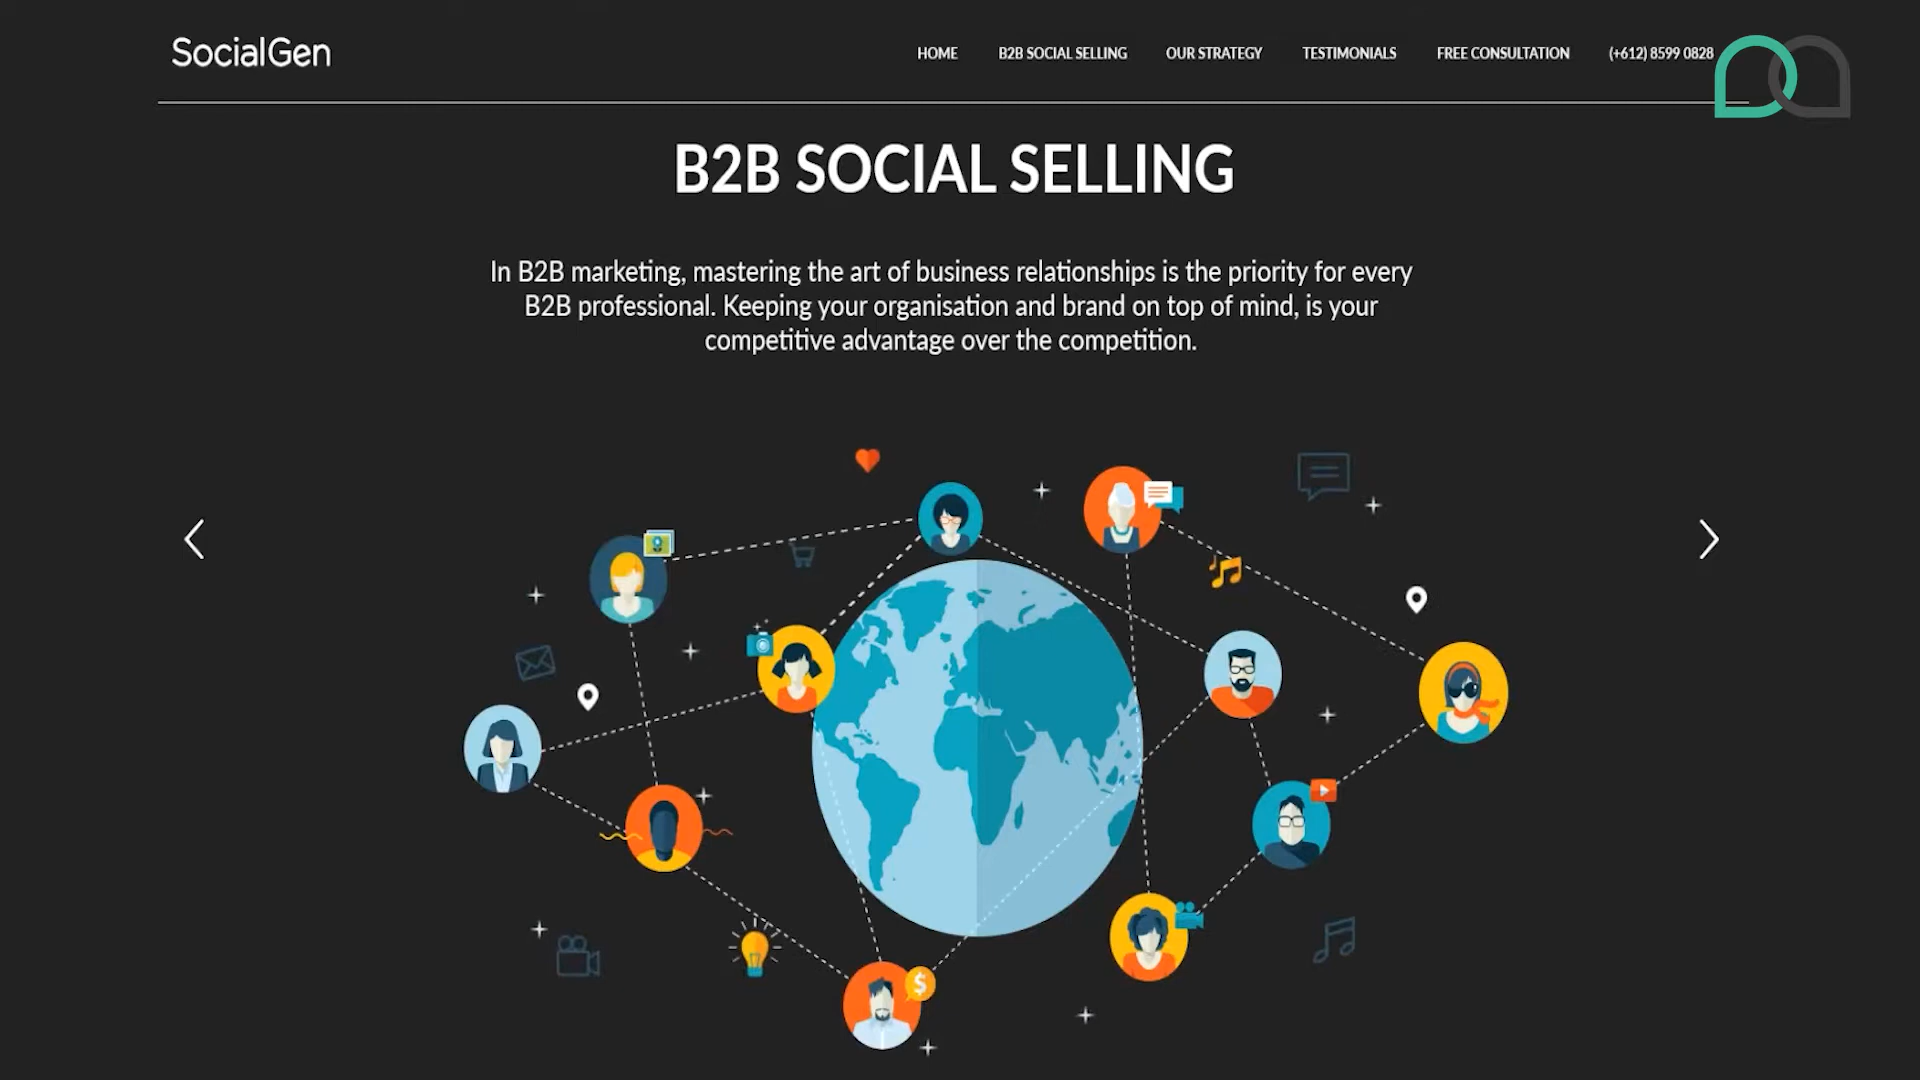 SocialGen
HOME B2B SOCIAL SELLING OUR STRATEGY TESTIMONIALS FREE CONSULTATION (+612) 8599 0828
B2B SOCIAL SELLING
In B2B marketing, mastering the art of business relationships is the priority for every
B2B professional. Keeping your organisation and brand on top of mind, is your
competitive advantage over the competition.
$